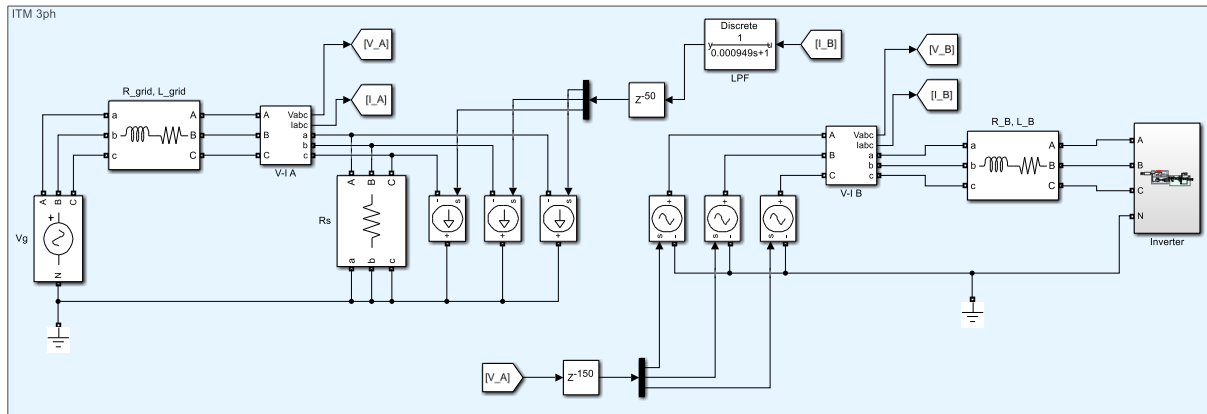 ITM 3ph
[V_A]
[I_A]
R_grid, L_grid
a
b
c
A
B
C
A
B
C
Vabc
Iabc
a
b
c
V-I A
A
B
C
+
N
Vg
A
B
C
Rs
a
b
c
-
s
+
-
s
+
-
s
+
Discrete
1
y
u
0.000949s+1
LPF
[I_B]
Z-50
[V_B]
[I_B]
A
B
C
Vabc
Iabc
a
b
c
V-I B
R_B, L_B
a
b
c
A
B
C
A
B
C
N
Inverter
+
s
-
+
s
-
+
s
-
[V_A]
Z-150